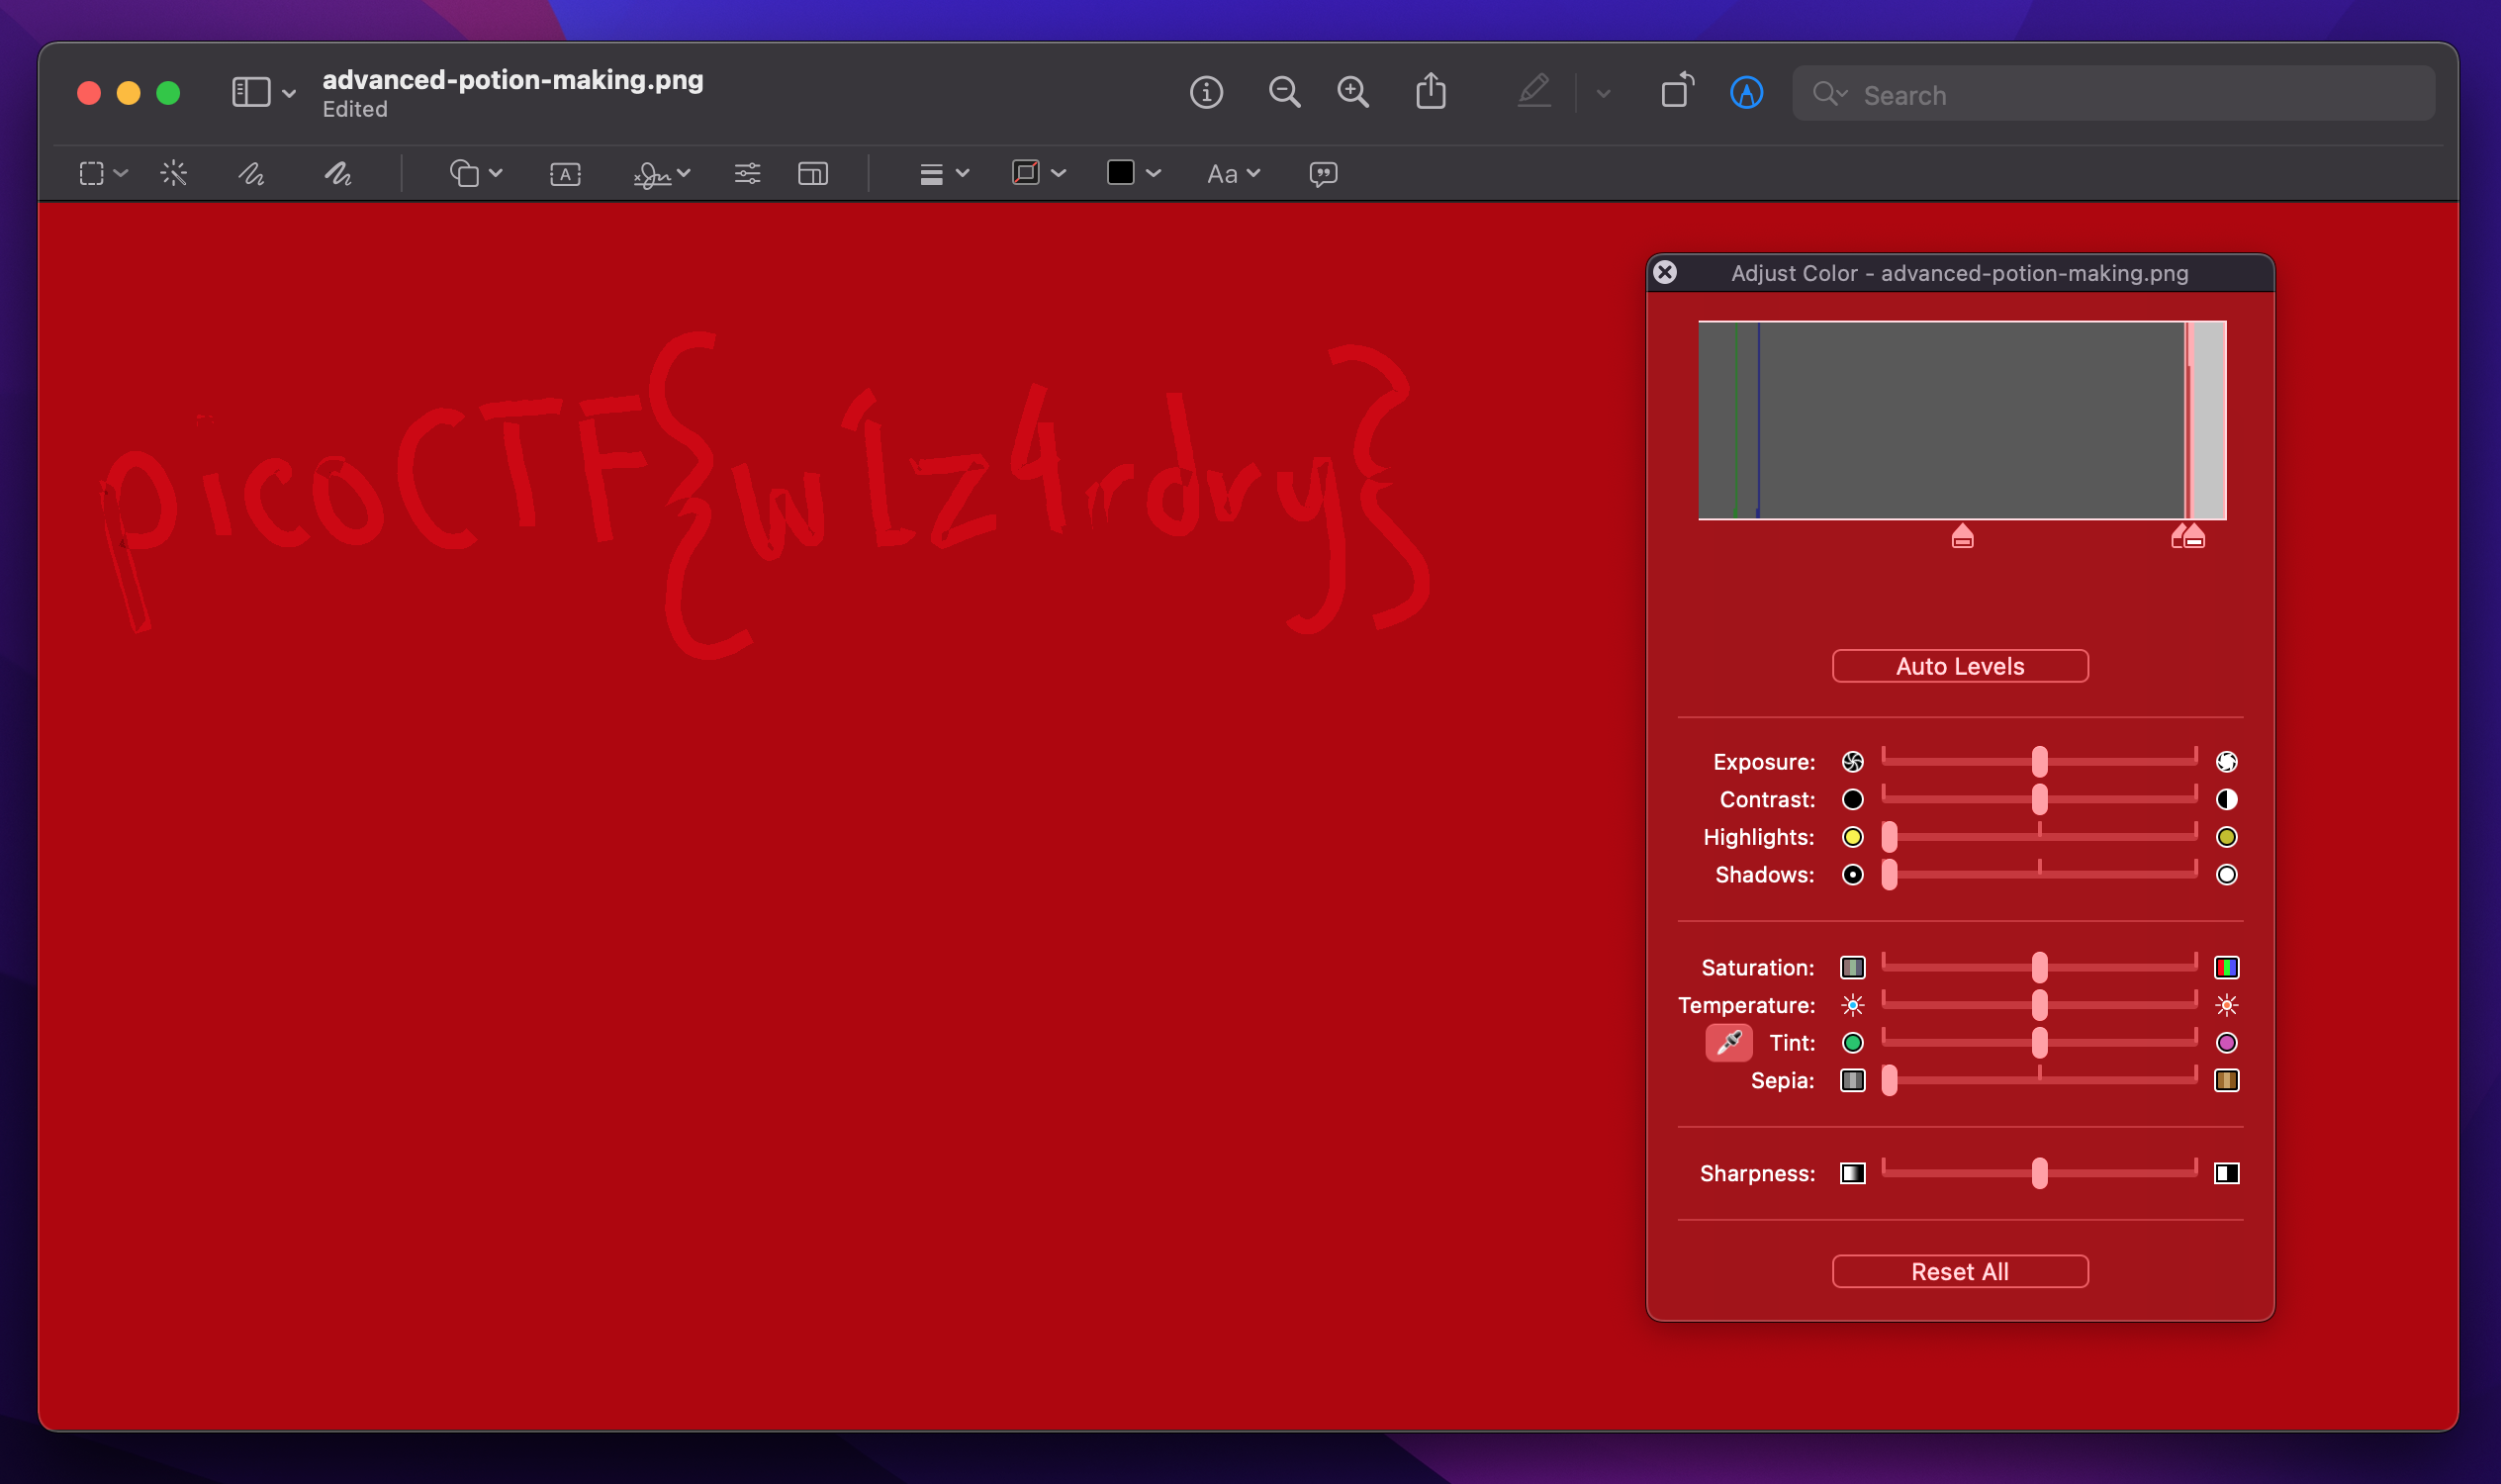 advanced-potion-making.png
Edited
Search
A
Aa
Adjust Color - advanced-potion-making.png
picoCTF{w1z4rdry}
Auto Levels
Exposure:
Contrast:
Highlights:
Shadows:
Saturation:
Temperature:
Tint:
Sepia:
Sharpness:
Reset All